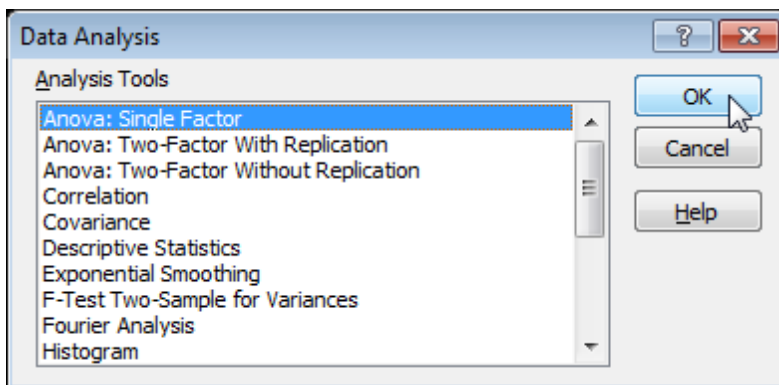 Data Analysis
Analysis Tools
Anova: Single Factor
Anova: Two-Factor With Replication
Anova: Two-Factor Without Replication
Correlation
Covariance
Descriptive Statistics
Exponential Smoothing
F-Test Two-Sample for Variances
Fourier Analysis
Histogram
OK
Cancel
Help